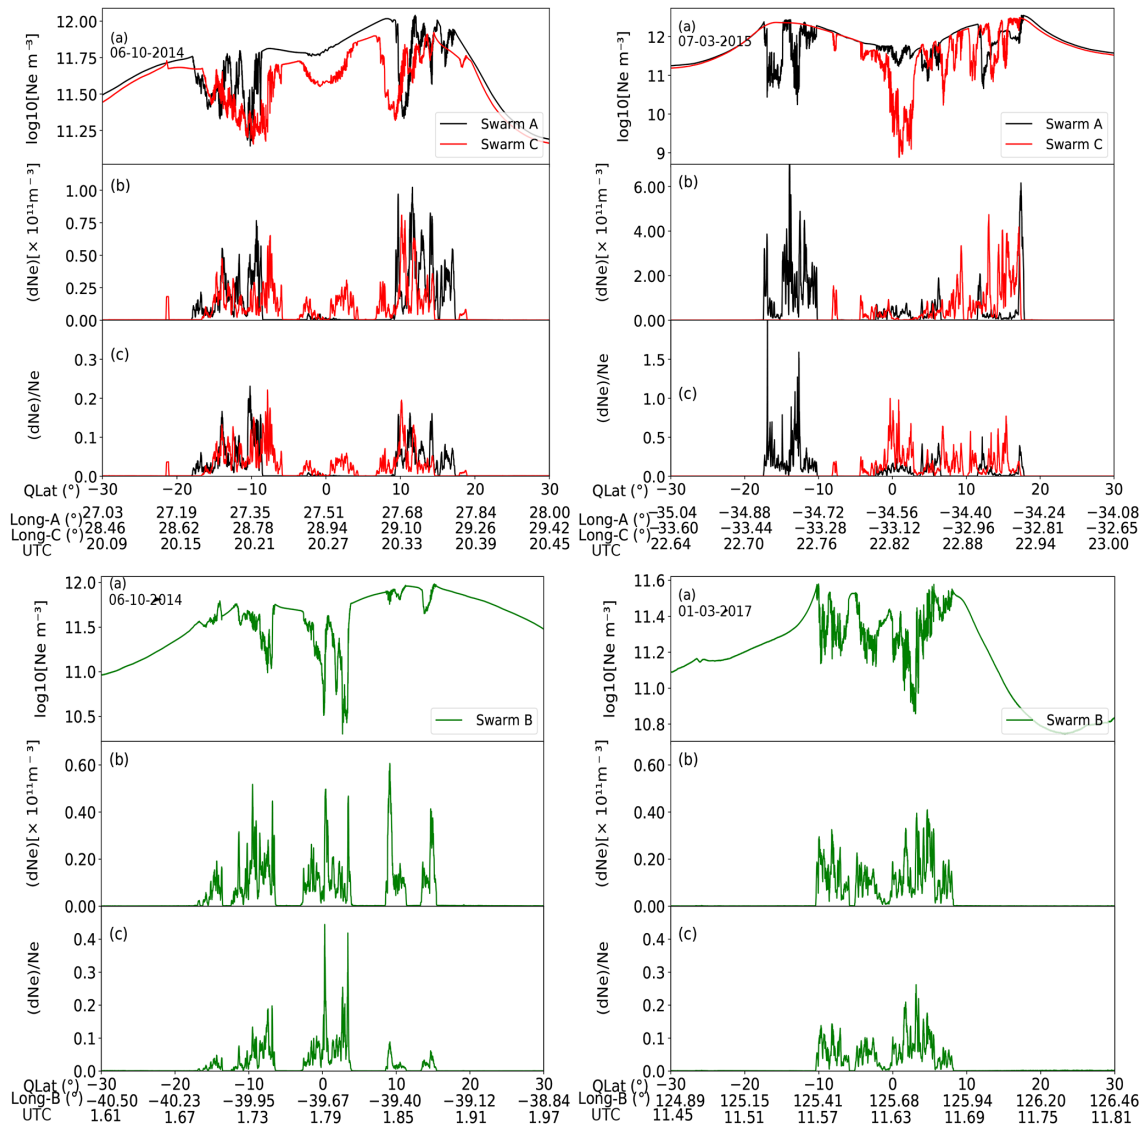 log10[Ne m⁻³]
12.00
11.75
11.50
11.25
(a)
06-10-2014
Swarm A
Swarm C
(dNe)[× 10¹¹m⁻³]
1.00
0.75
0.50
0.25
0.00
(b)
(dNe)/Ne
0.3
0.2
0.1
0.0
(c)
QLat (°) −30 −20 −10 0 10 20 30
Long-A (°) 27.03 27.19 27.35 27.51 27.68 27.84 28.00
Long-C (°) 28.46 28.62 28.78 28.94 29.10 29.26 29.42
UTC 20.09 20.15 20.21 20.27 20.33 20.39 20.45
log10[Ne m⁻³]
12
11
10
9
(a)
07-03-2015
Swarm A
Swarm C
(dNe)[× 10¹¹m⁻³]
6.00
4.00
2.00
0.00
(b)
(dNe)/Ne
1.5
1.0
0.5
0.0
(c)
QLat (°) −30 −20 −10 0 10 20 30
Long-A (°) −35.04 −34.88 −34.72 −34.56 −34.40 −34.24 −34.08
Long-C (°) −33.60 −33.44 −33.28 −33.12 −32.96 −32.81 −32.65
UTC 22.64 22.70 22.76 22.82 22.88 22.94 23.00
log10[Ne m⁻³]
12.0
11.5
11.0
10.5
(a)
06-10-2014
Swarm B
(dNe)[× 10¹¹m⁻³]
0.60
0.40
0.20
0.00
(b)
(dNe)/Ne
0.4
0.3
0.2
0.1
0.0
(c)
QLat (°) −30 −20 −10 0 10 20 30
Long-B (°) −40.50 −40.23 −39.95 −39.67 −39.40 −39.12 −38.84
UTC 1.61 1.67 1.73 1.79 1.85 1.91 1.97
log10[Ne m⁻³]
11.6
11.4
11.2
11.0
10.8
(a)
01-03-2017
Swarm B
(dNe)[× 10¹¹m⁻³]
0.60
0.40
0.20
0.00
(b)
(dNe)/Ne
0.4
0.3
0.2
0.1
0.0
(c)
QLat (°) −30 −20 −10 0 10 20 30
Long-B (°) 124.89 125.15 125.41 125.68 125.94 126.20 126.46
UTC 11.45 11.51 11.57 11.63 11.69 11.75 11.81